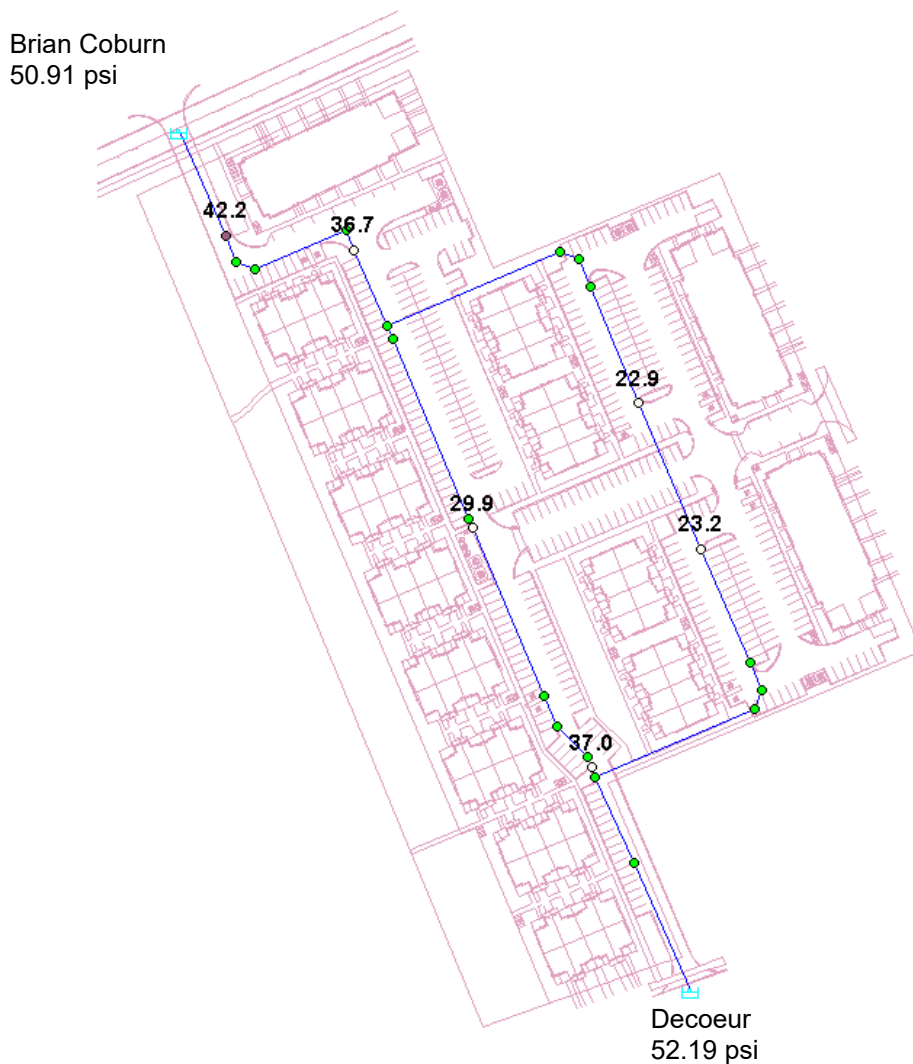 Brian Coburn
50.91 psi
42.2
36.7
22.9
29.9
23.2
37.0
Decoeur
52.19 psi